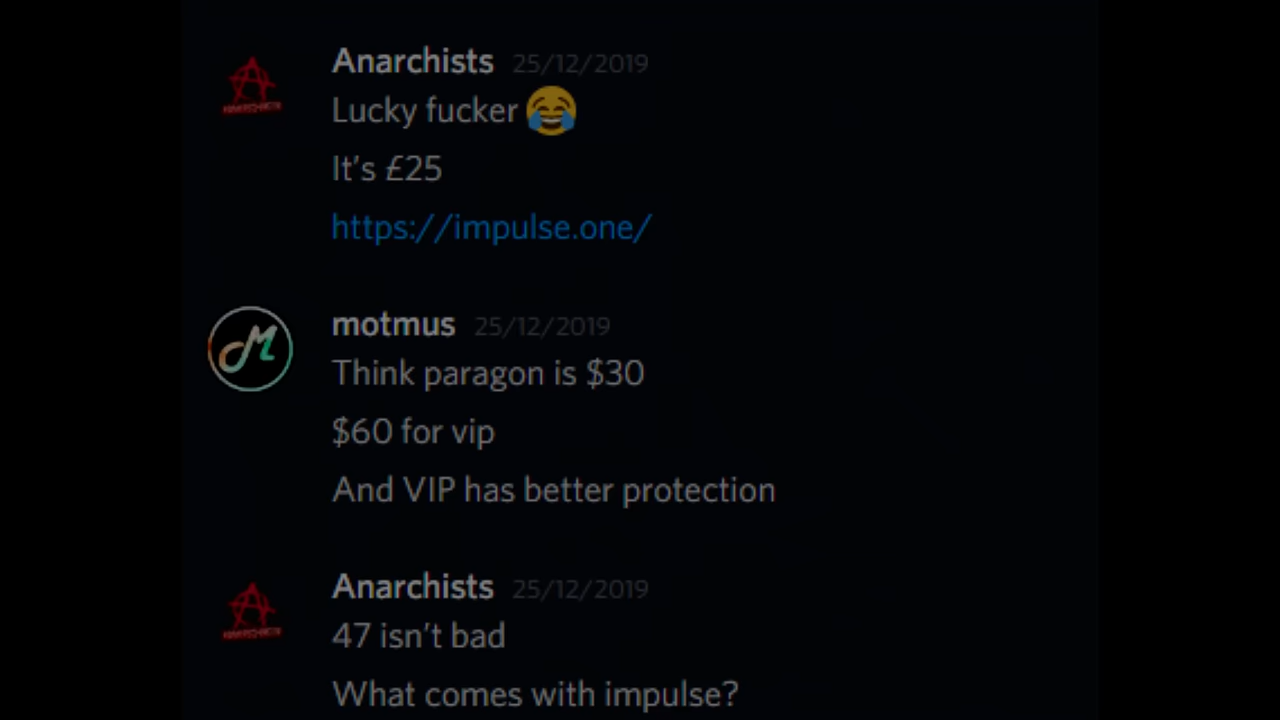 Anarchists 25/12/2019
Lucky fucker 😂
It's £25
https://impulse.one/
motmus 25/12/2019
Think paragon is $30
$60 for vip
And VIP has better protection
Anarchists 25/12/2019
47 isn't bad
What comes with impulse?